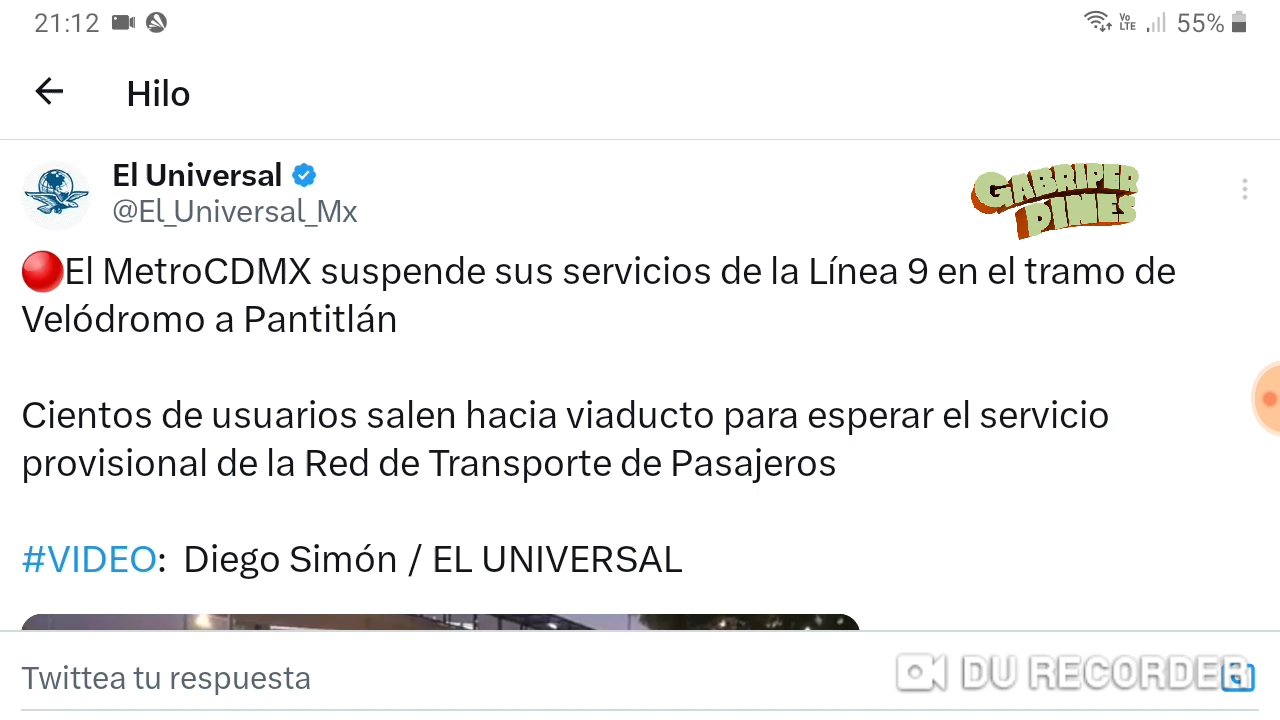 21:12 Vo LTE 55%
Hilo
El Universal
@El_Universal_Mx
GABRIPER
DINES
El MetroCDMX suspende sus servicios de la Línea 9 en el tramo de
Velódromo a Pantitlán
Cientos de usuarios salen hacia viaducto para esperar el servicio
provisional de la Red de Transporte de Pasajeros
#VIDEO: Diego Simón / EL UNIVERSAL
Twittea tu respuesta
DU RECORDER